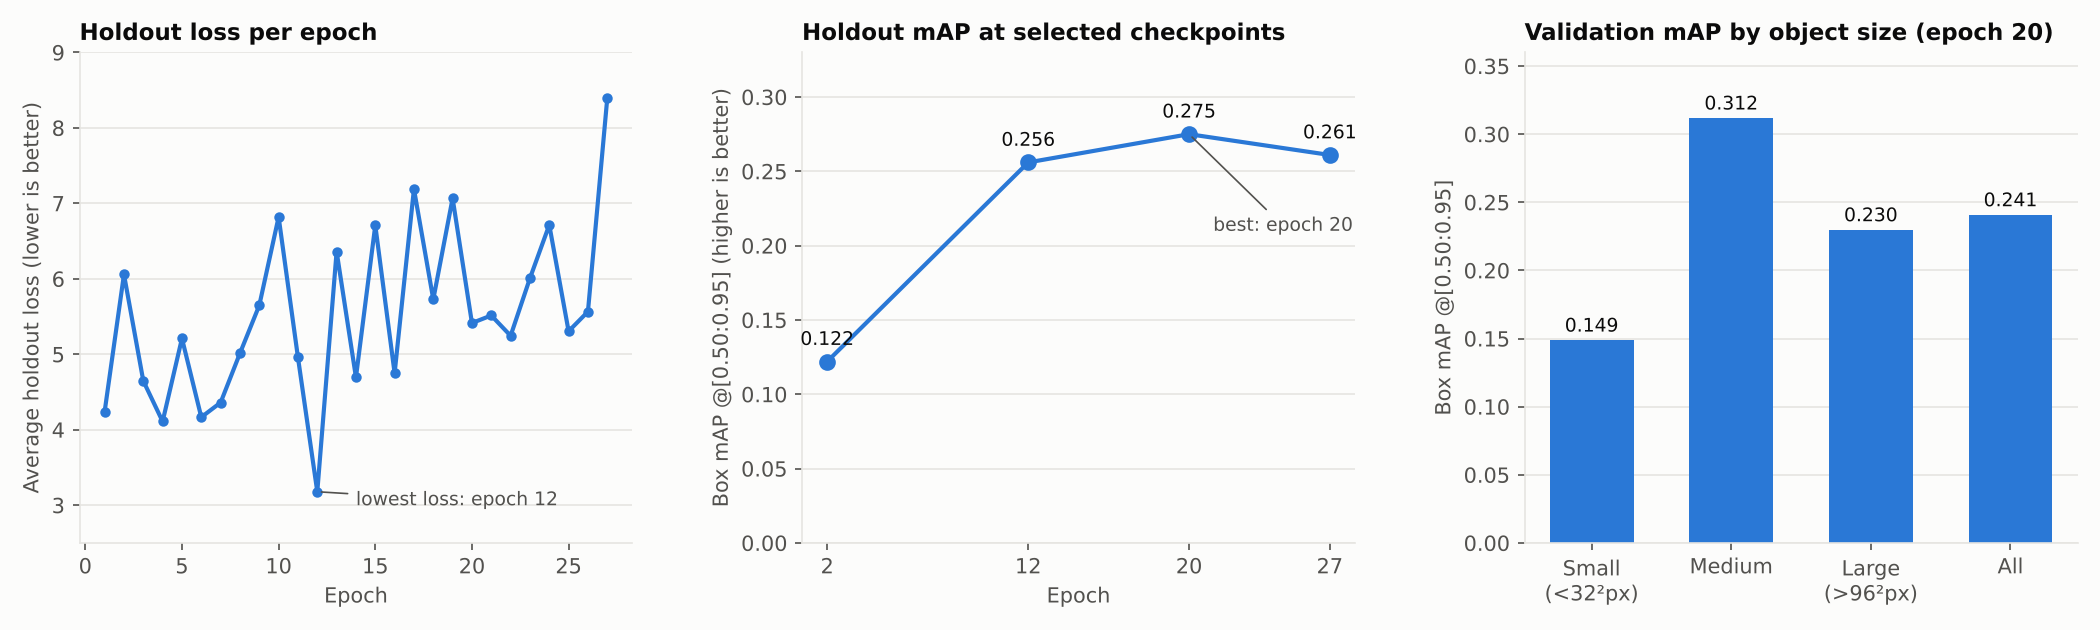 Holdout loss per epoch
Average holdout loss (lower is better)
9
8
7
6
5
4
3
lowest loss: epoch 12
0 5 10 15 20 25
Epoch
Holdout mAP at selected checkpoints
Box mAP @[0.50:0.95] (higher is better)
0.30
0.25
0.20
0.15
0.10
0.05
0.00
0.122
0.256
0.275
0.261
best: epoch 20
2 12 20 27
Epoch
Validation mAP by object size (epoch 20)
Box mAP @[0.50:0.95]
0.35
0.30
0.25
0.20
0.15
0.10
0.05
0.00
0.149
0.312
0.230
0.241
Small
(<32²px)
Medium
Large
(>96²px)
All